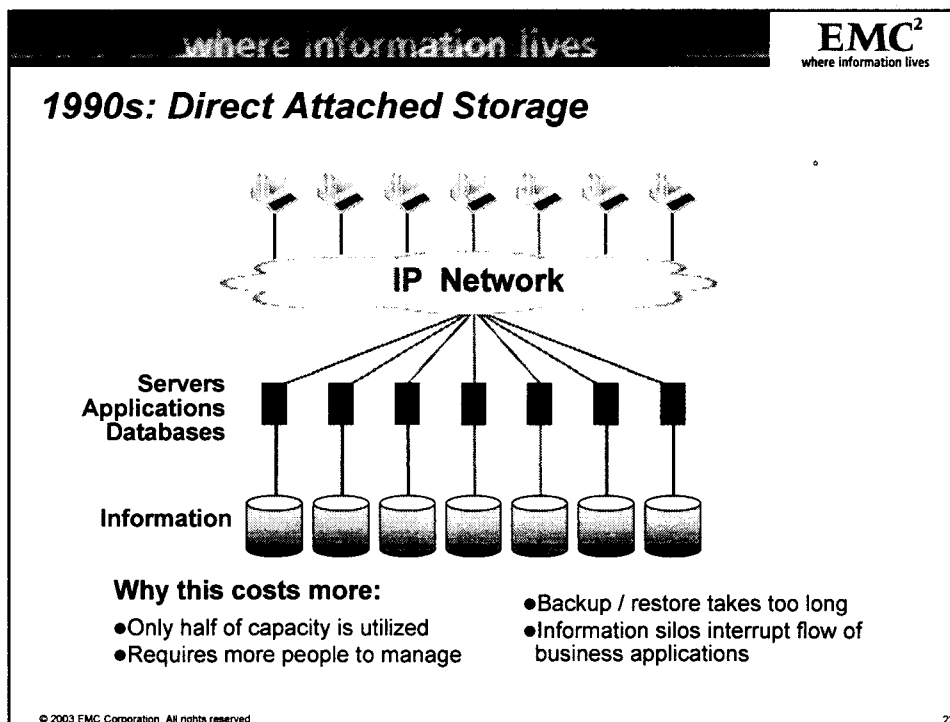 where information lives
EMC²
where information lives
1990s: Direct Attached Storage
IP Network
Servers
Applications
Databases
Information
Why this costs more:
●Only half of capacity is utilized
●Requires more people to manage
●Backup / restore takes too long
●Information silos interrupt flow of
business applications
© 2003 EMC Corporation. All rights reserved